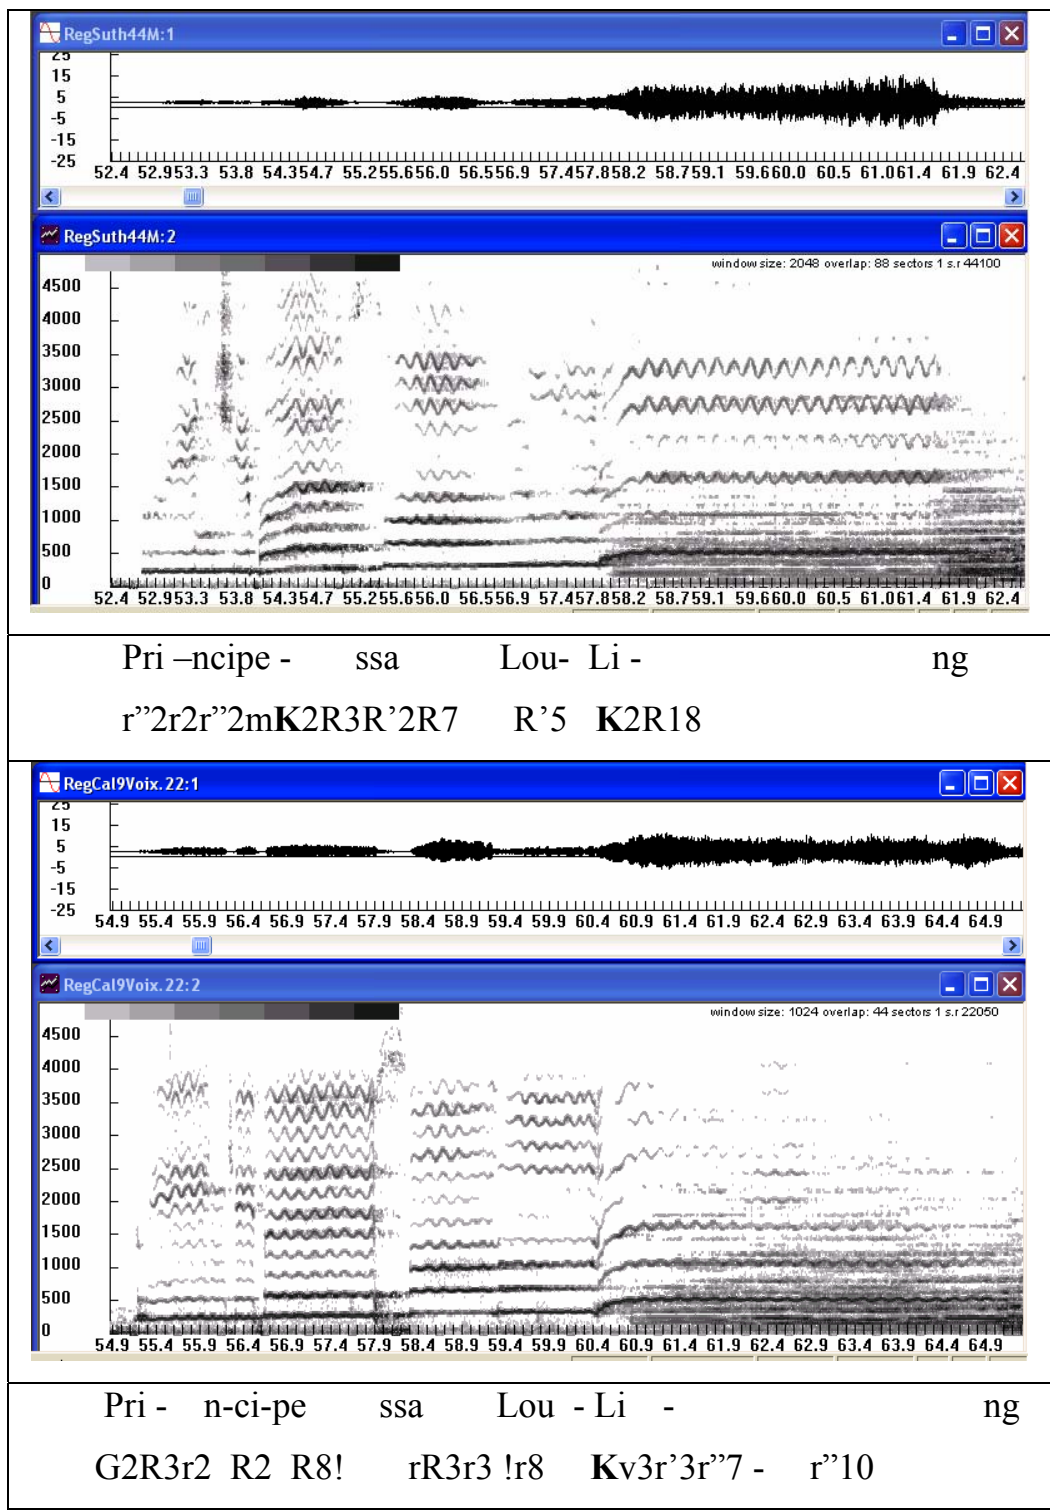 RegSuth44M:1
25
15
5
-5
-15
-25
52.4 52.953.3 53.8 54.354.7 55.255.656.0 56.556.9 57.457.858.2 58.759.1 59.660.0 60.5 61.061.4 61.9 62.4
RegSuth44M:2
window size: 2048 overlap: 88 sectors 1 s.r 44100
4500
4000
3500
3000
2500
2000
1500
1000
500
0
52.4 52.953.3 53.8 54.354.7 55.255.656.0 56.556.9 57.457.858.2 58.759.1 59.660.0 60.5 61.061.4 61.9 62.4
Pri –ncipe - ssa Lou- Li - ng
r”2r2r”2mK2R3R’2R7 R’5 K2R18
RegCal9Voix.22:1
25
15
5
-5
-15
-25
54.9 55.4 55.9 56.4 56.9 57.4 57.9 58.4 58.9 59.4 59.9 60.4 60.9 61.4 61.9 62.4 62.9 63.4 63.9 64.4 64.9
RegCal9Voix.22:2
window size: 1024 overlap: 44 sectors 1 s.r 22050
4500
4000
3500
3000
2500
2000
1500
1000
500
0
54.9 55.4 55.9 56.4 56.9 57.4 57.9 58.4 58.9 59.4 59.9 60.4 60.9 61.4 61.9 62.4 62.9 63.4 63.9 64.4 64.9
Pri - n-ci-pe ssa Lou - Li - ng
G2R3r2 R2 R8! rR3r3 !r8 Kv3r’3r”7 - r”10